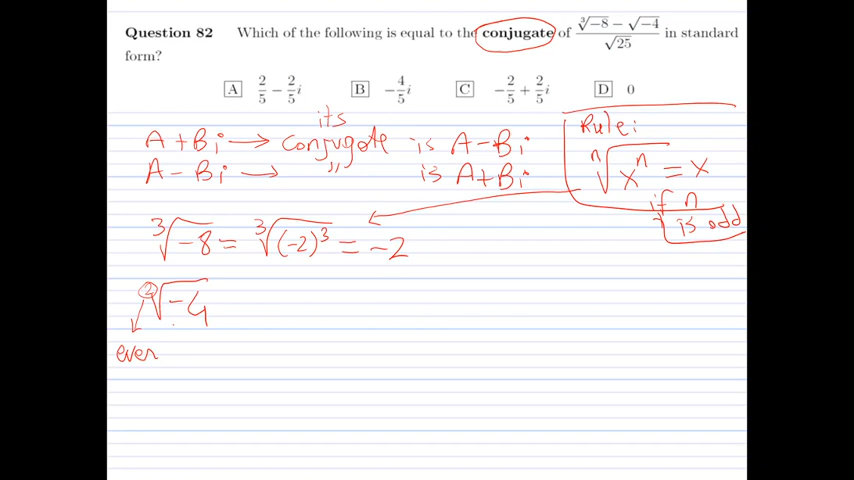 Question 82 Which of the following is equal to the conjugate of (∛−8 − √−4)/√25 in standard
form?
A 2/5 − 2/5 i B −4/5 i C −2/5 + 2/5 i D 0
its
A + Bi → conjugate is A − Bi
A − Bi → " is A + Bi
Rule:
ⁿ√xⁿ = x
if n
is odd
∛−8 = ∛(−2)³ = −2
²√−4
even